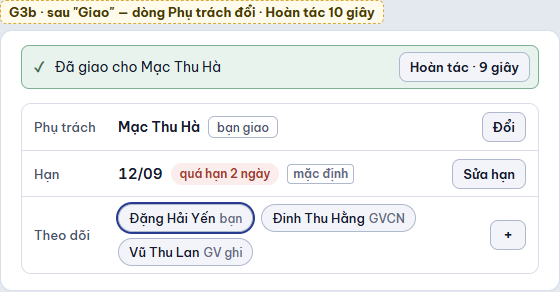 G3b · sau "Giao" — dòng Phụ trách đổi · Hoàn tác 10 giây
✓ Đã giao cho Mạc Thu Hà Hoàn tác · 9 giây
Phụ trách Mạc Thu Hà bạn giao Đổi
Hạn 12/09 quá hạn 2 ngày mặc định Sửa hạn
Theo dõi Đặng Hải Yến bạn Đinh Thu Hằng GVCN
Vũ Thu Lan GV ghi +